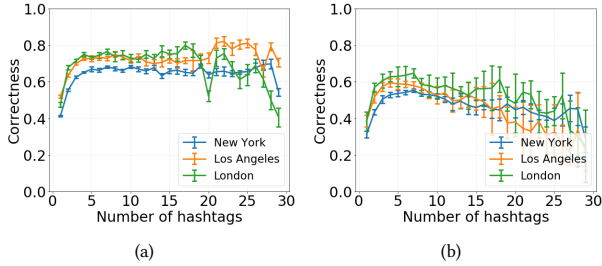 1.0
0.8
0.6
0.4
0.2
0.0
Correctness
New York
Los Angeles
London
0 5 10 15 20 25 30
Number of hashtags
(a)
1.0
0.8
0.6
0.4
0.2
0.0
Correctness
New York
Los Angeles
London
0 5 10 15 20 25 30
Number of hashtags
(b)